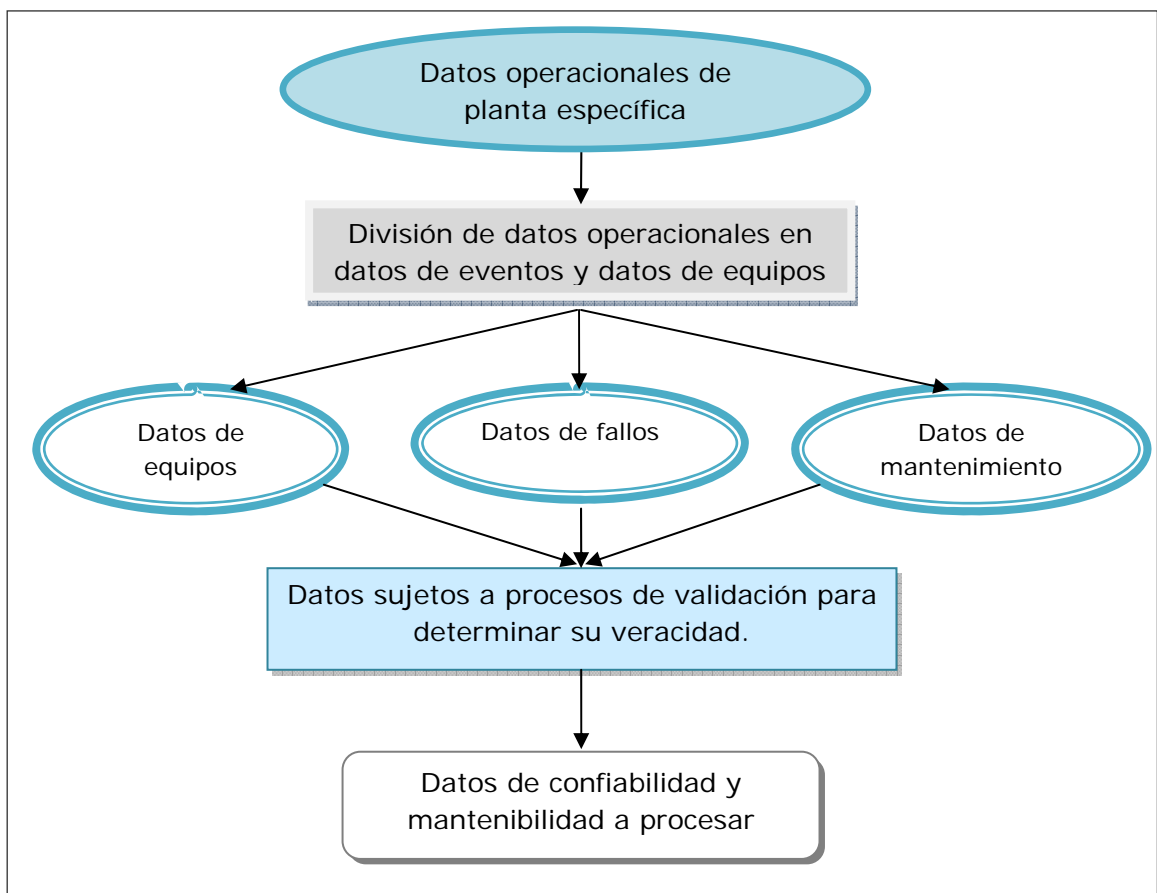 Datos operacionales de
planta específica
División de datos operacionales en
datos de eventos y datos de equipos
Datos de
equipos
Datos de fallos
Datos de
mantenimiento
Datos sujetos a procesos de validación para
determinar su veracidad.
Datos de confiabilidad y
mantenibilidad a procesar